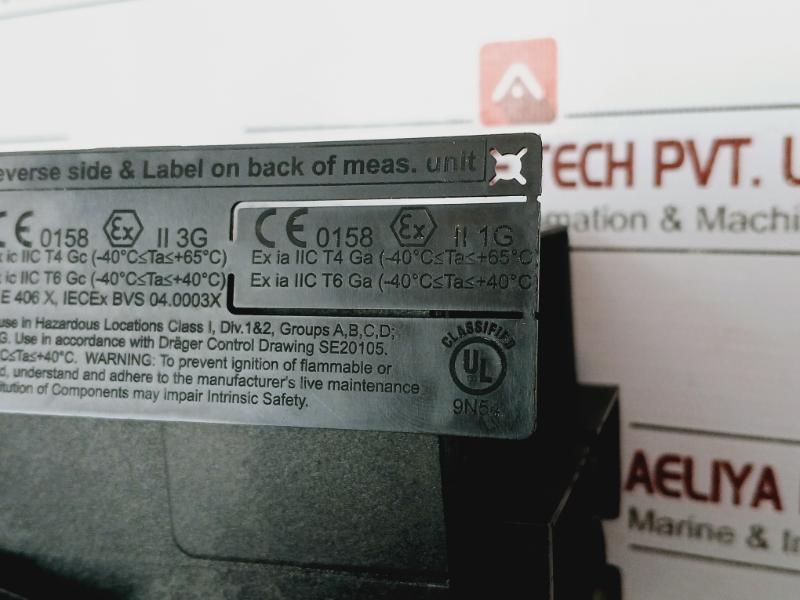 everse side & Label on back of meas. unit
CE 0158 Ex II 3G
x ic IIC T4 Gc (-40°C≤Ta≤+65°C)
x ic IIC T6 Gc (-40°C≤Ta≤+40°C)
E 406 X, IECEx BVS 04.0003X
CE 0158 Ex II 1G
Ex ia IIC T4 Ga (-40°C≤Ta≤+65°C
Ex ia IIC T6 Ga (-40°C≤Ta≤+40°C
use in Hazardous Locations Class I, Div.1&2, Groups A,B,C,D;
G. Use in accordance with Dräger Control Drawing SE20105.
°C≤Ta≤+40°C. WARNING: To prevent ignition of flammable or
d, understand and adhere to the manufacturer's live maintenance
titution of Components may impair Intrinsic Safety.
CLASSIFIED
UL
TECH PVT.
mation & Machi
AELIYA
Marine & In